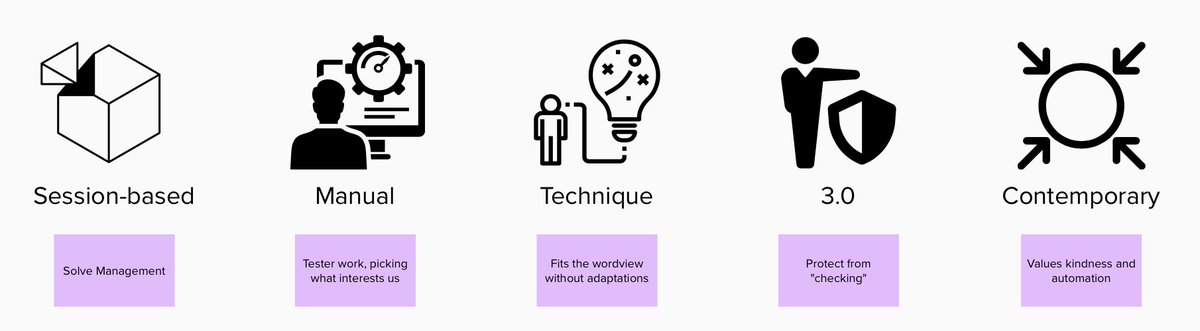 Session-based
Manual
Technique
3.0
Contemporary
Solve Management
Tester work, picking
what interests us
Fits the wordview
without adaptations
Protect from
"checking"
Values kindness and
automation